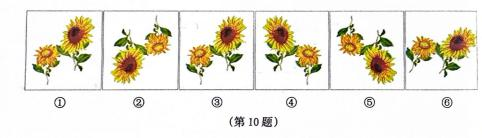 ① ② ③ ④ ⑤ ⑥
(第10题)